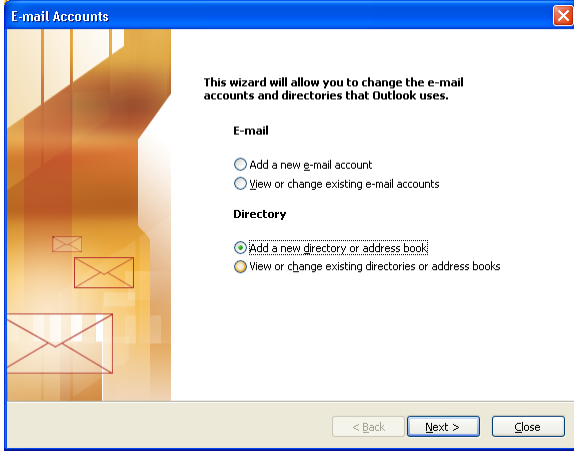 E-mail Accounts
This wizard will allow you to change the e-mail
accounts and directories that Outlook uses.
E-mail
Add a new e-mail account
View or change existing e-mail accounts
Directory
Add a new directory or address book
View or change existing directories or address books
< Back
Next >
Close